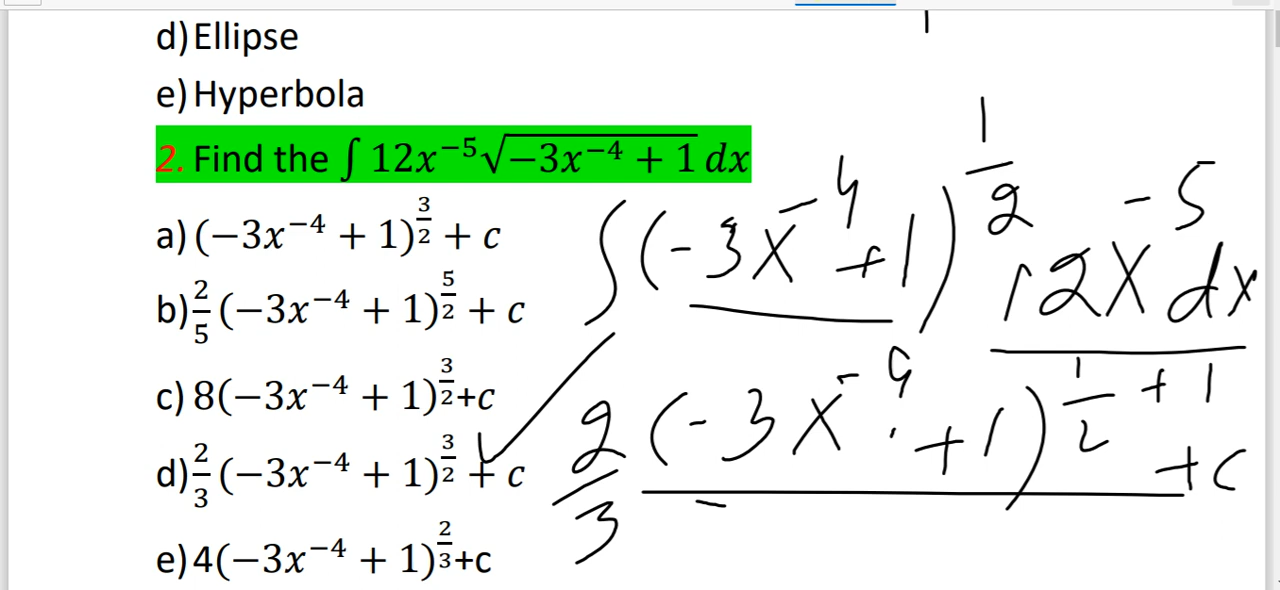 d) Ellipse
e) Hyperbola
2. Find the ∫ 12x⁻⁵√(−3x⁻⁴ + 1) dx
a) (−3x⁻⁴ + 1)^(3/2) + c
b) 2/5 (−3x⁻⁴ + 1)^(5/2) + c
c) 8(−3x⁻⁴ + 1)^(3/2)+c
d) 2/3 (−3x⁻⁴ + 1)^(3/2) + c
e) 4(−3x⁻⁴ + 1)^(2/3)+c
∫(-3x⁻⁴+1)^(1/2) 12x⁻⁵ dx
2/3 (-3x⁻⁴+1)^(1/2 + 1) +c